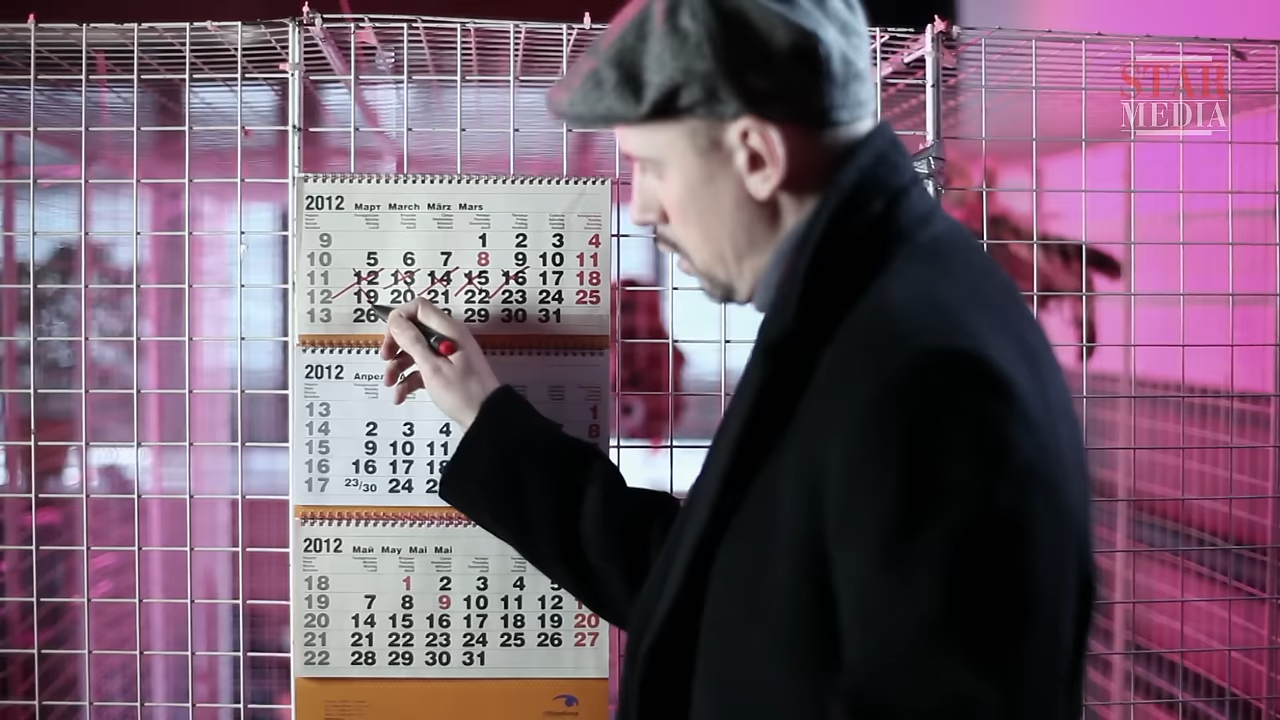 STAR
MEDIA
2012 Март March März Mars
9 1 2 3 4
10 5 6 7 8 9 10 11
11 12 13 14 15 16 17 18
12 19 20 21 22 23 24 25
13 26 29 30 31
2012
13 1
14 2 3 4 8
15 9 10 11
16 16 17 18
17 23/30 24
2012 Май May Mai Mai
18 1 2 3 4 5
19 7 8 9 10 11 12
20 14 15 16 17 18 19 20
21 21 22 23 24 25 26 27
22 28 29 30 31